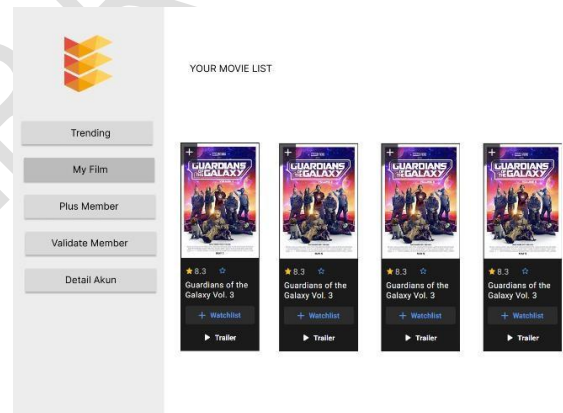 YOUR MOVIE LIST
Trending
My Film
Plus Member
Validate Member
Detail Akun
GUARDIANS OF THE GALAXY
GUARDIANS OF THE GALAXY
GUARDIANS OF THE GALAXY
GUARDIANS OF THE GALAXY
8.3
Guardians of the
Galaxy Vol. 3
+ Watchlist
Trailer
8.3
Guardians of the
Galaxy Vol. 3
+ Watchlist
Trailer
8.3
Guardians of the
Galaxy Vol. 3
+ Watchlist
Trailer
8.3
Guardians of the
Galaxy Vol. 3
+ Watchlist
Trailer